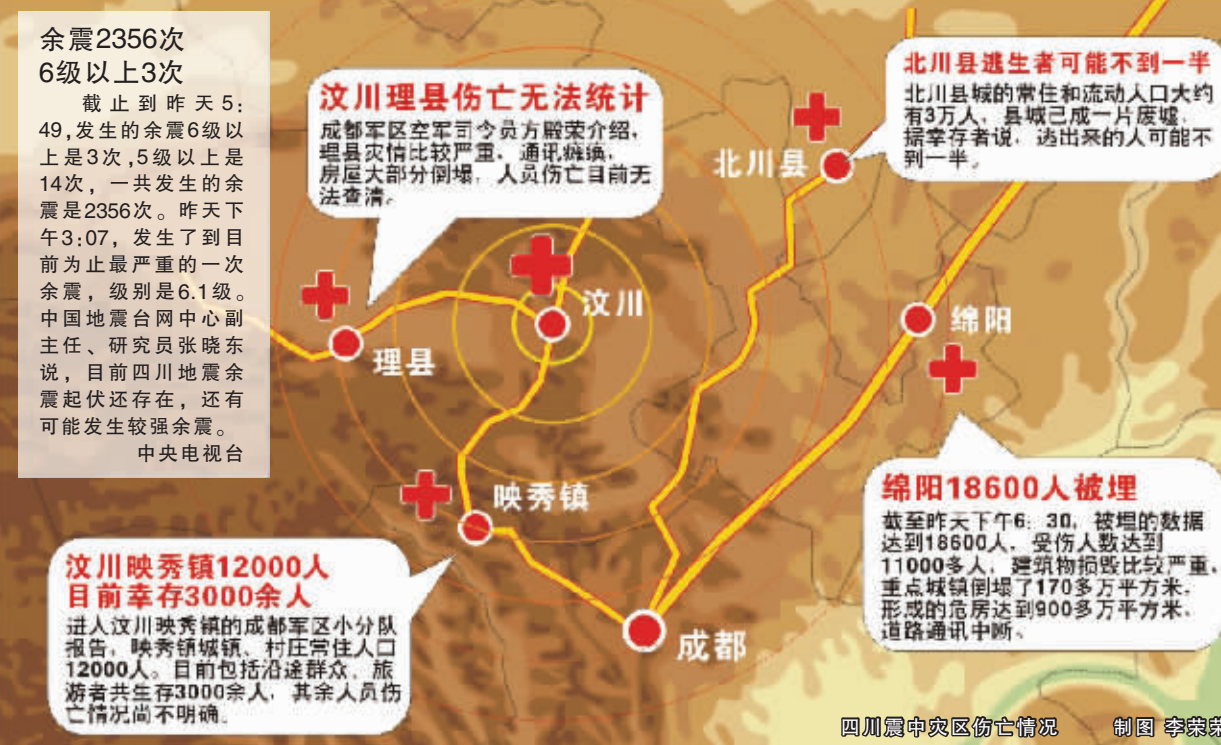 余震2356次
6级以上3次
截止到昨天5:
49,发生的余震6级以
上是3次,5级以上是
14次，一共发生的余
震是2356次。昨天下
午3:07，发生了到目
前为止最严重的一次
余震，级别是6.1级。
中国地震台网中心副
主任、研究员张晓东
说，目前四川地震余
震起伏还存在，还有
可能发生较强余震。
中央电视台
汶川理县伤亡无法统计
成都军区空军司令员方殿荣介绍，
理县灾情比较严重，通讯瘫痪，
房屋大部分倒塌，人员伤亡目前无
法查清。
北川县逃生者可能不到一半
北川县城的常住和流动人口大约
有3万人，县城已成一片废墟，
据幸存者说，逃出来的人可能不
到一半。
北川县
汶川
理县
绵阳
映秀镇
成都
绵阳18600人被埋
截至昨天下午6：30，被埋的数据
达到18600人，受伤人数达到
11000多人，建筑物损毁比较严重，
重点城镇倒塌了170多万平方米，
形成的危房达到900多万平方米，
道路通讯中断、
汶川映秀镇12000人
目前幸存3000余人
进入汶川映秀镇的成都军区小分队
报告，映秀镇城镇、村庄常住人口
12000人。目前包括沿途群众、旅
游者共生存3000余人，其余人员伤
亡情况尚不明确。
四川震中灾区伤亡情况 制图 李荣荣